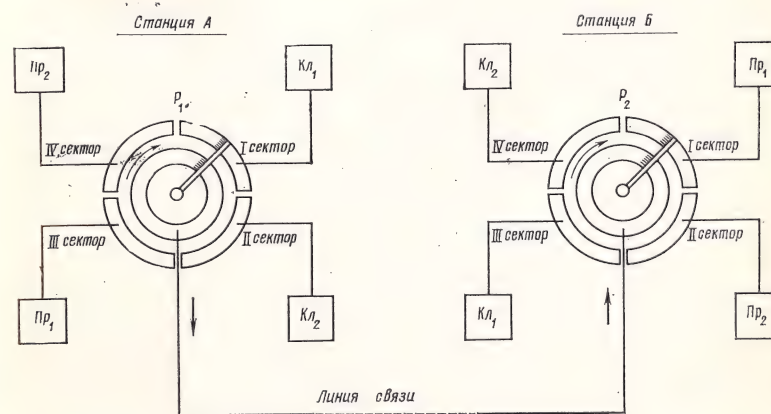 Станция А
Станция Б
Пр2
Кл1
Кл2
Пр1
Р1
Р2
IV сектор
I сектор
IV сектор
I сектор
III сектор
II сектор
III сектор
II сектор
Пр1
Кл2
Кл1
Пр2
Линия связи